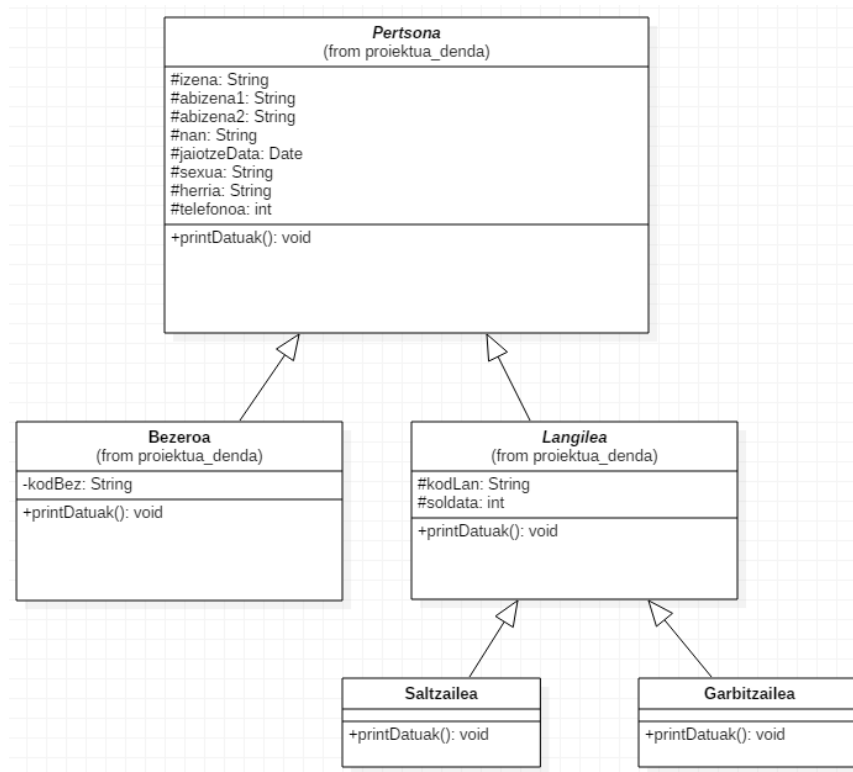 Pertsona
(from proiektua_denda)
#izena: String
#abizena1: String
#abizena2: String
#nan: String
#jaiotzeData: Date
#sexua: String
#herria: String
#telefonoa: int
+printDatuak(): void
Bezeroa
(from proiektua_denda)
-kodBez: String
+printDatuak(): void
Langilea
(from proiektua_denda)
#kodLan: String
#soldata: int
+printDatuak(): void
Saltzailea
+printDatuak(): void
Garbitzailea
+printDatuak(): void